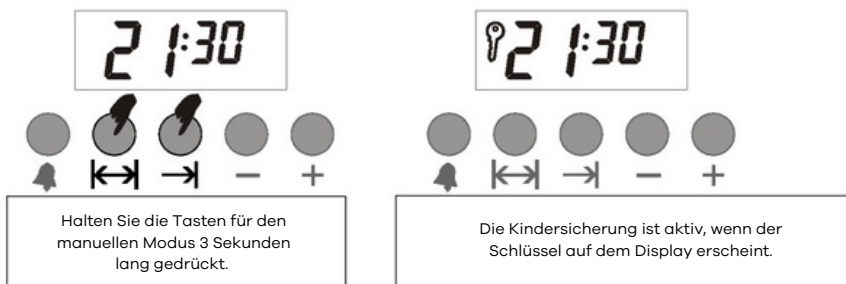 21:30
21:30
Halten Sie die Tasten für den
manuellen Modus 3 Sekunden
lang gedrückt.
Die Kindersicherung ist aktiv, wenn der
Schlüssel auf dem Display erscheint.